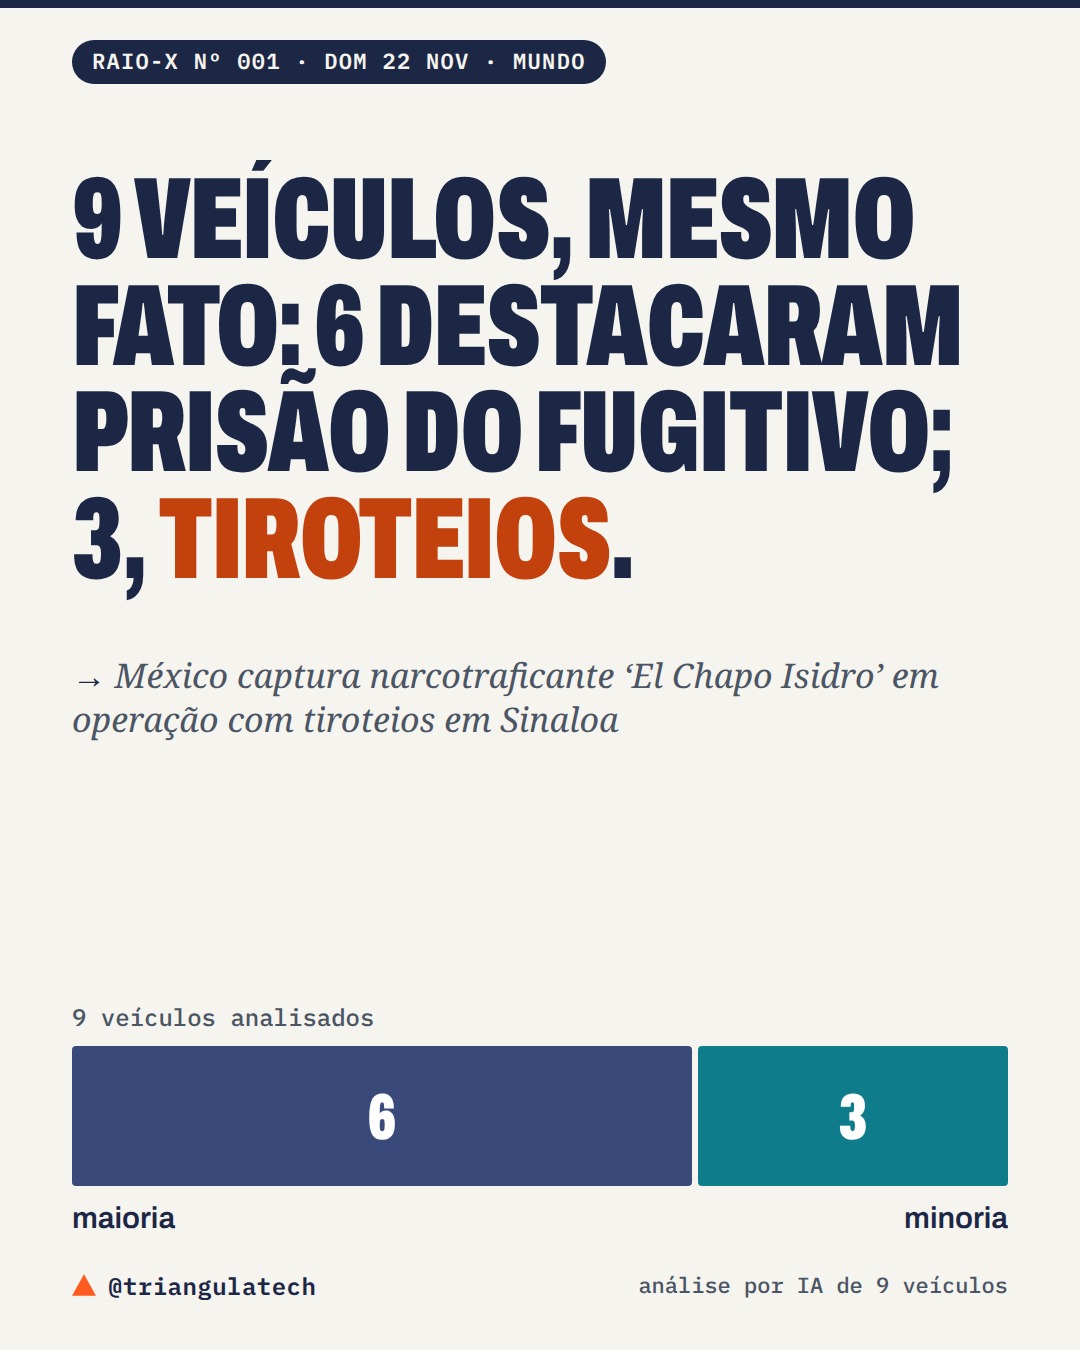 RAIO-X Nº 001 · DOM 22 NOV · MUNDO
9 VEÍCULOS, MESMO
FATO: 6 DESTACARAM
PRISÃO DO FUGITIVO;
3, TIROTEIOS.
→ México captura narcotraficante ‘El Chapo Isidro’ em
operação com tiroteios em Sinaloa
9 veículos analisados
6
3
maioria
minoria
@triangulatech
análise por IA de 9 veículos